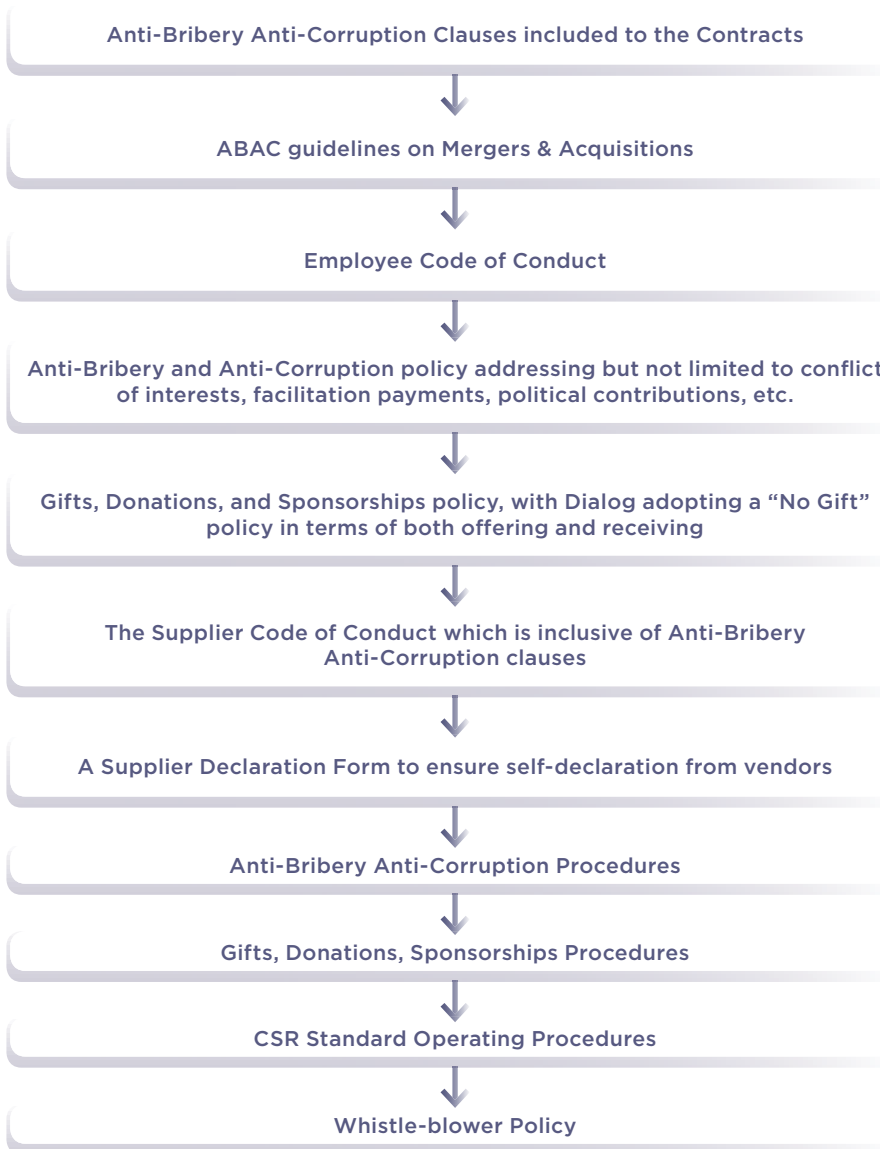 Anti-Bribery Anti-Corruption Clauses included to the Contracts
ABAC guidelines on Mergers & Acquisitions
Employee Code of Conduct
Anti-Bribery and Anti-Corruption policy addressing but not limited to conflict
of interests, facilitation payments, political contributions, etc.
Gifts, Donations, and Sponsorships policy, with Dialog adopting a “No Gift”
policy in terms of both offering and receiving
The Supplier Code of Conduct which is inclusive of Anti-Bribery
Anti-Corruption clauses
A Supplier Declaration Form to ensure self-declaration from vendors
Anti-Bribery Anti-Corruption Procedures
Gifts, Donations, Sponsorships Procedures
CSR Standard Operating Procedures
Whistle-blower Policy